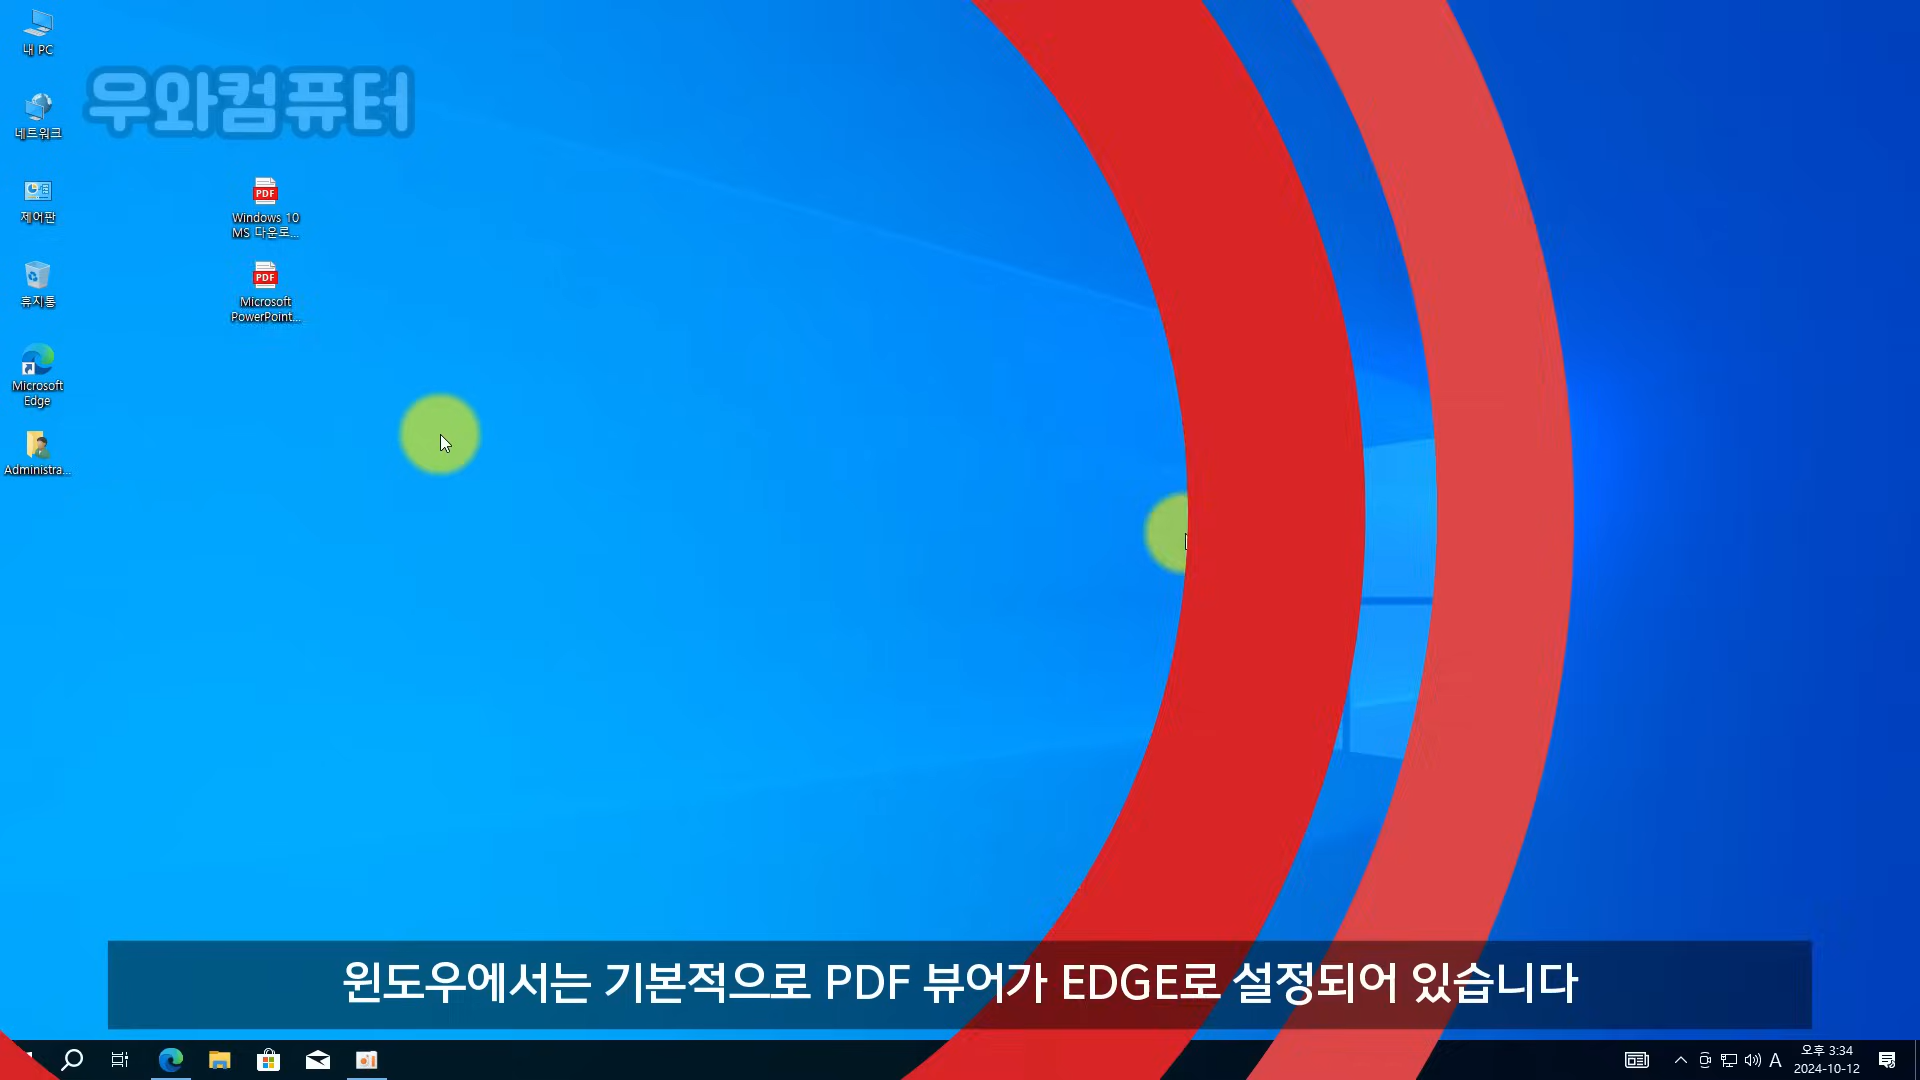 내 PC
우와컴퓨터
네트워크
PDF
Windows 10
MS 다운로...
제어판
PDF
Microsoft
PowerPoint...
휴지통
Microsoft
Edge
Administra...
윈도우에서는 기본적으로 PDF 뷰어가 EDGE로 설정되어 있습니다
A
오후 3:34
2024-10-12